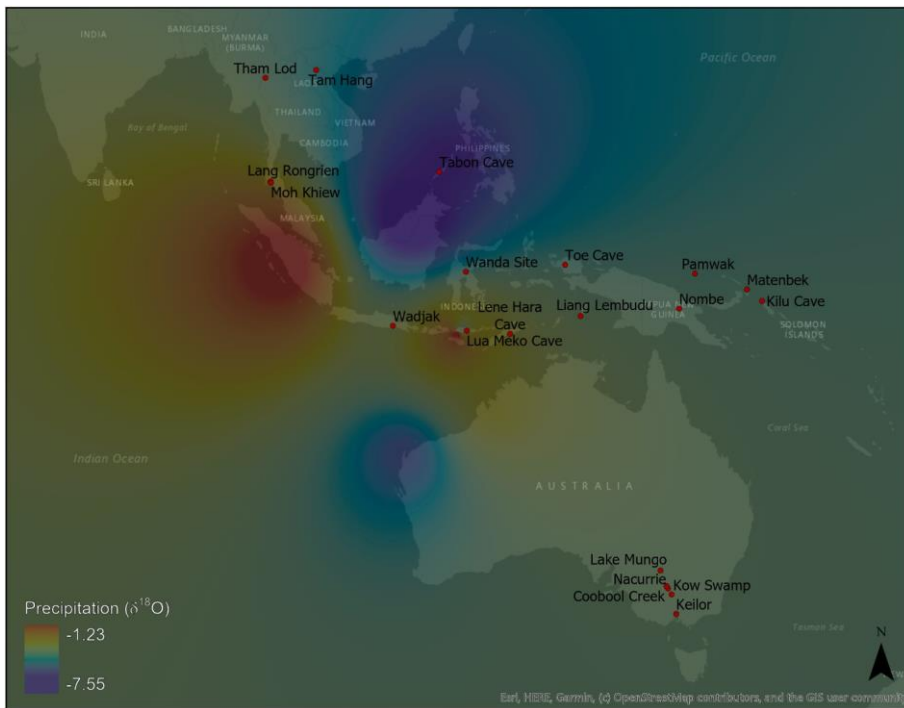 INDIA
BANGLADESH
MYANMAR
(BURMA)
Pacific Ocean
Tham Lod
Tam Hang
THAILAND
Bay of Bengal
VIETNAM
CAMBODIA
PHILIPPINES
Tabon Cave
Lang Rongrien
SRI LANKA
Moh Khiew
MALAYSIA
Wanda Site
Toe Cave
Pamwak
Matenbek
Kilu Cave
Nombe
Liang Lembudu
Lene Hara
Cave
Wadjak
Lua Meko Cave
SOLOMON
ISLANDS
GUINEA
Coral Sea
Indian Ocean
AUSTRALIA
Lake Mungo
Nacurrie
Kow Swamp
Coobool Creek
Keilor
Precipitation (δ¹⁸O)
-1.23
-7.55
Tasman Sea
N
Esri, HERE, Garmin, (c) OpenStreetMap contributors, and the GIS user community